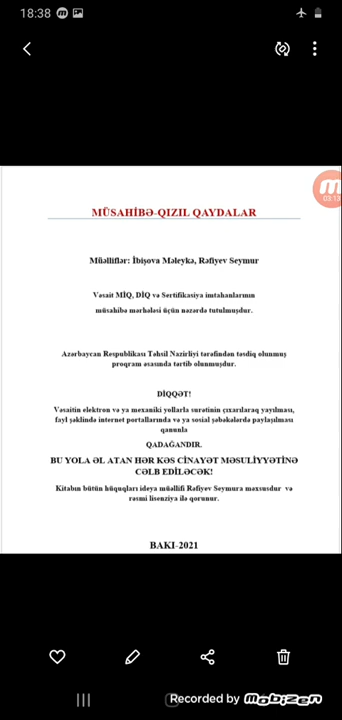 18:38
03:13
MÜSAHİBƏ-QIZIL QAYDALAR
Müəlliflər: İbişova Məleykə, Rəfiyev Seymur
Vəsait MİQ, DİQ və Sertifikasiya imtahanlarının
müsahibə mərhələsi üçün nəzərdə tutulmuşdur.
Azərbaycan Respublikası Təhsil Nazirliyi tərəfindən təsdiq olunmuş
proqram əsasında tərtib olunmuşdur.
DİQQƏT!
Vəsaitin elektron və ya mexaniki yollarla surətinin çıxarılaraq yayılması,
fayl şəklində internet portallarında və ya sosial şəbəkələrdə paylaşılması
qanunla
QADAĞANDIR.
BU YOLA ƏL ATAN HƏR KƏS CİNAYƏT MƏSULİYYƏTİNƏ
CƏLB EDİLƏCƏK!
Kitabın bütün hüquqları ideya müəllifi Rəfiyev Seymura məxsusdur və
rəsmi lisenziya ilə qorunur.
BAKI-2021
Recorded by mobizen